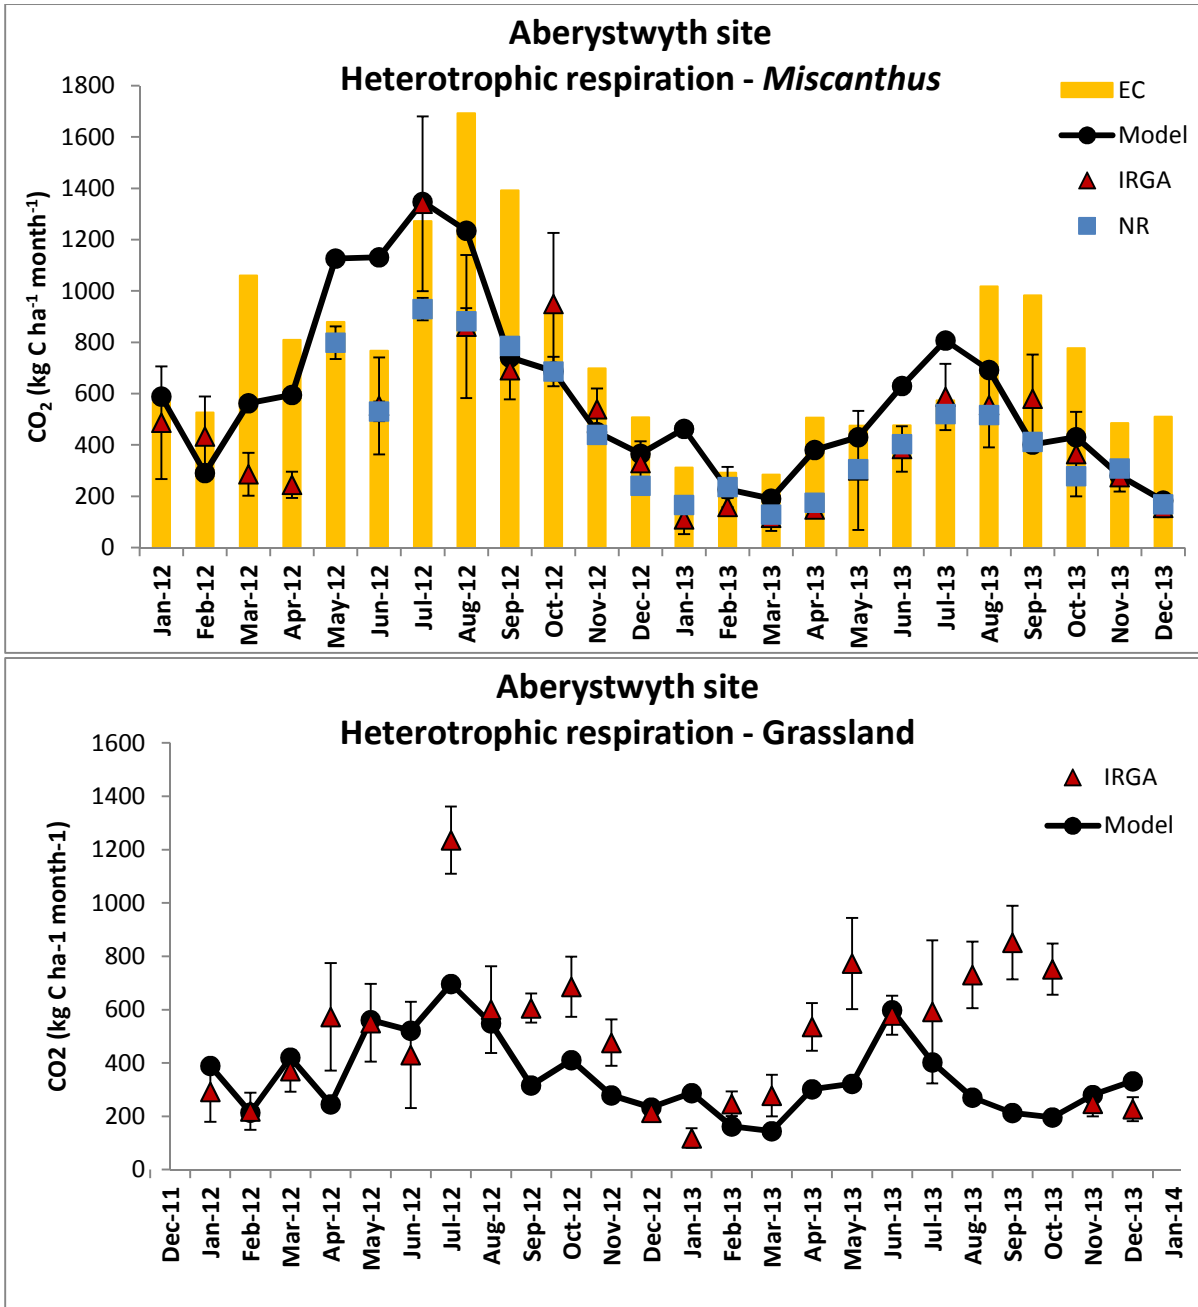 Aberystwyth site
Heterotrophic respiration - Miscanthus
EC
Model
IRGA
NR
CO₂ (kg C ha⁻¹ month⁻¹)
1800
1600
1400
1200
1000
800
600
400
200
0
Jan-12
Feb-12
Mar-12
Apr-12
May-12
Jun-12
Jul-12
Aug-12
Sep-12
Oct-12
Nov-12
Dec-12
Jan-13
Feb-13
Mar-13
Apr-13
May-13
Jun-13
Jul-13
Aug-13
Sep-13
Oct-13
Nov-13
Dec-13
Aberystwyth site
Heterotrophic respiration - Grassland
IRGA
Model
CO2 (kg C ha-1 month-1)
1600
1400
1200
1000
800
600
400
200
0
Dec-11
Jan-12
Feb-12
Mar-12
Apr-12
May-12
Jun-12
Jul-12
Aug-12
Sep-12
Oct-12
Nov-12
Dec-12
Jan-13
Feb-13
Mar-13
Apr-13
May-13
Jun-13
Jul-13
Aug-13
Sep-13
Oct-13
Nov-13
Dec-13
Jan-14